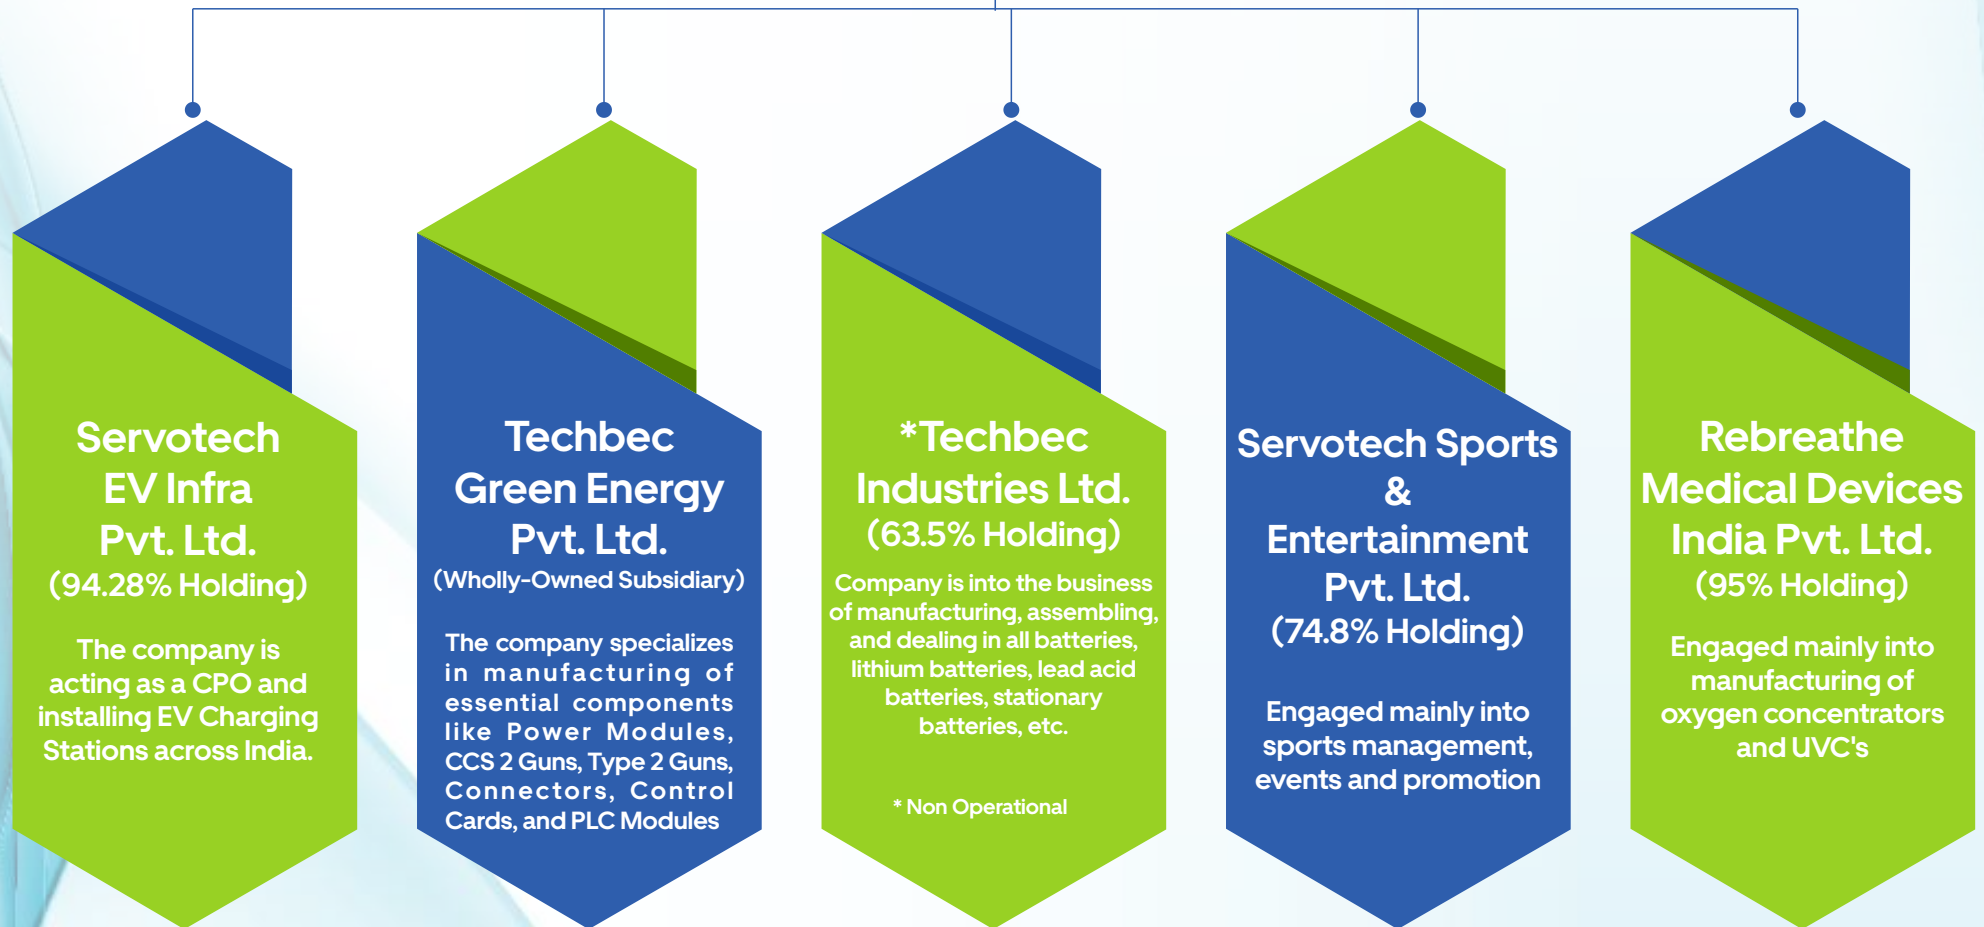 Servotech
EV Infra
Pvt. Ltd.
(94.28% Holding)
The company is
acting as a CPO and
installing EV Charging
Stations across India.
Techbec
Green Energy
Pvt. Ltd.
(Wholly-Owned Subsidiary)
The company specializes
in manufacturing of
essential components
like Power Modules,
CCS 2 Guns, Type 2 Guns,
Connectors, Control
Cards, and PLC Modules
*Techbec
Industries Ltd.
(63.5% Holding)
Company is into the business
of manufacturing, assembling,
and dealing in all batteries,
lithium batteries, lead acid
batteries, stationary
batteries, etc.
* Non Operational
Servotech Sports
&
Entertainment
Pvt. Ltd.
(74.8% Holding)
Engaged mainly into
sports management,
events and promotion
Rebreathe
Medical Devices
India Pvt. Ltd.
(95% Holding)
Engaged mainly into
manufacturing of
oxygen concentrators
and UVC's